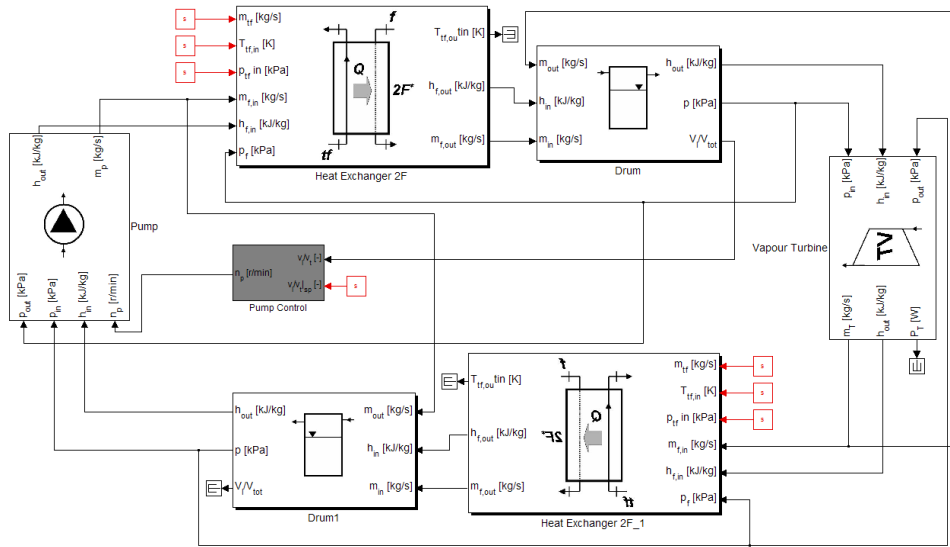 m_tf [kg/s]
T_tf,in [K]
p_tf in [kPa]
m_f,in [kg/s]
h_f,in [kJ/kg]
p_f [kPa]
f
Q
2F*
tf
T_tf,ou tin [K]
h_f,out [kJ/kg]
m_f,out [kg/s]
Heat Exchanger 2F
s
s
s
m_out [kg/s]
h_in [kJ/kg]
m_in [kg/s]
h_out [kJ/kg]
p [kPa]
V_l/V_tot
Drum
h_out [kJ/kg]
m_p [kg/s]
p_out [kPa]
p_in [kPa]
h_in [kJ/kg]
n_p [r/min]
Pump
n_p [r/min]
v_l/v_t [-]
v_l/v_t|_sp [-]
s
Pump Control
p_in [kPa]
h_in [kJ/kg]
p_out [kPa]
TV
m_T [kg/s]
h_out [kJ/kg]
P_T [W]
Vapour Turbine
h_out [kJ/kg]
p [kPa]
V_l/V_tot
m_out [kg/s]
h_in [kJ/kg]
m_in [kg/s]
Drum1
T_tf,ou tin [K]
h_f,out [kJ/kg]
m_f,out [kg/s]
f
Q
2F*
tf
m_tf [kg/s]
T_tf,in [K]
p_tf in [kPa]
m_f,in [kg/s]
h_f,in [kJ/kg]
p_f [kPa]
s
s
s
Heat Exchanger 2F_1